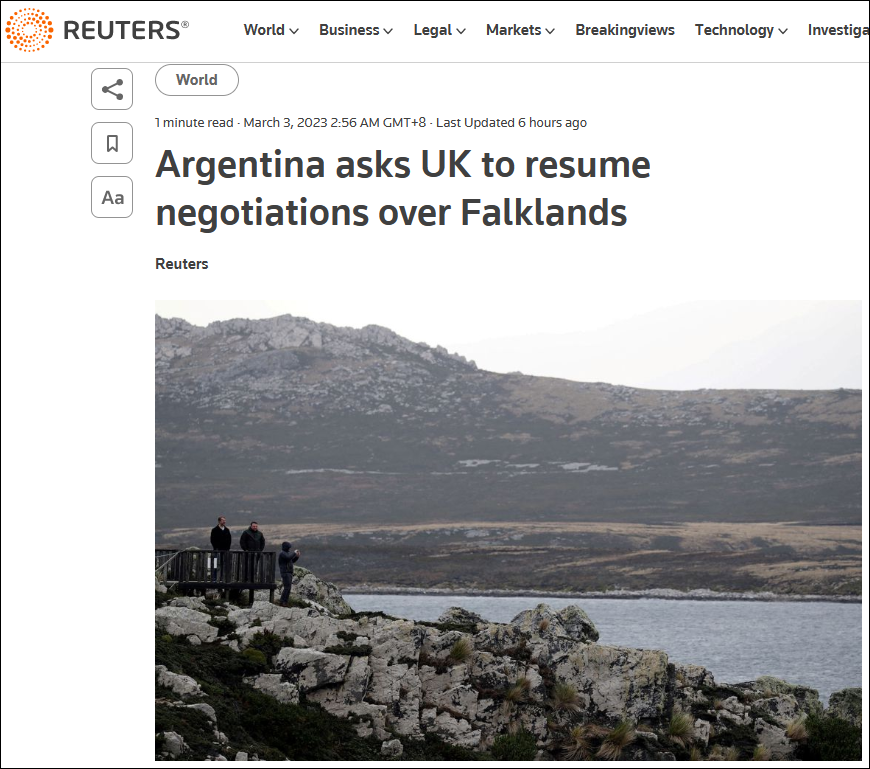 REUTERS®
World Business Legal Markets Breakingviews Technology Investiga
World
1 minute read · March 3, 2023 2:56 AM GMT+8 · Last Updated 6 hours ago
Aa
Argentina asks UK to resume
negotiations over Falklands
Reuters